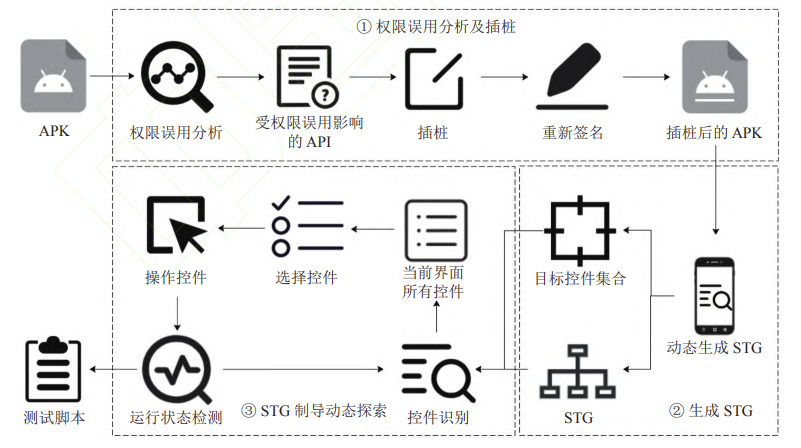 ① 权限误用分析及插桩
APK
权限误用分析
受权限误用影响
的 API
插桩
重新签名
插桩后的 APK
操作控件
选择控件
当前界面
所有控件
目标控件集合
动态生成 STG
测试脚本
运行状态检测
③ STG 制导动态探索
控件识别
STG
② 生成 STG